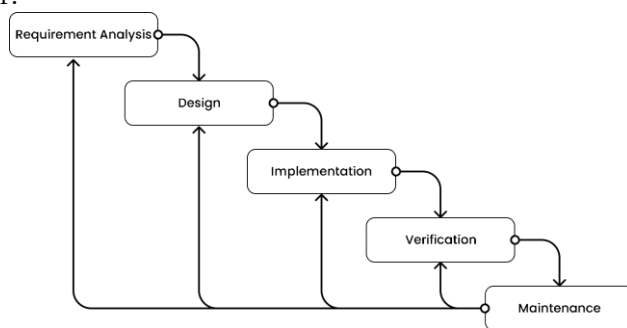 Requirement Analysis
Design
Implementation
Verification
Maintenance